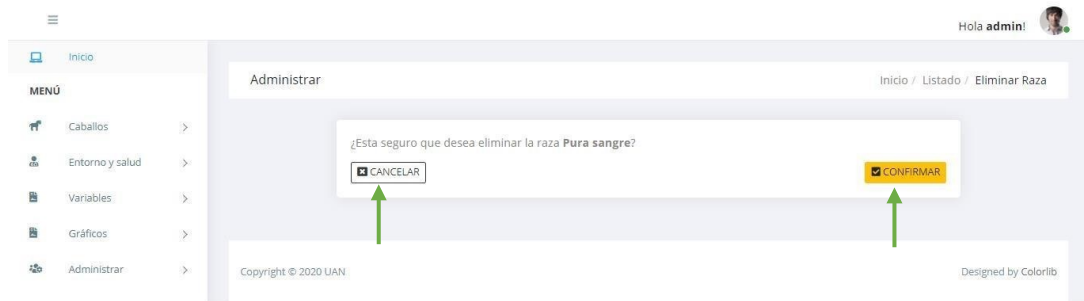 Hola admin!
Inicio
MENÚ
Caballos
Entorno y salud
Variables
Gráficos
Administrar
Administrar
Inicio / Listado / Eliminar Raza
¿Esta seguro que desea eliminar la raza Pura sangre?
CANCELAR
CONFIRMAR
Copyright © 2020 UAN
Designed by Colorlib